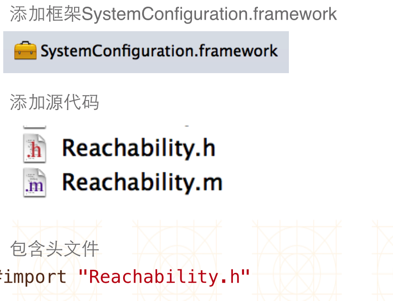 添加框架SystemConfiguration.framework
SystemConfiguration.framework
添加源代码
.h Reachability.h
.m Reachability.m
包含头文件
#import "Reachability.h"